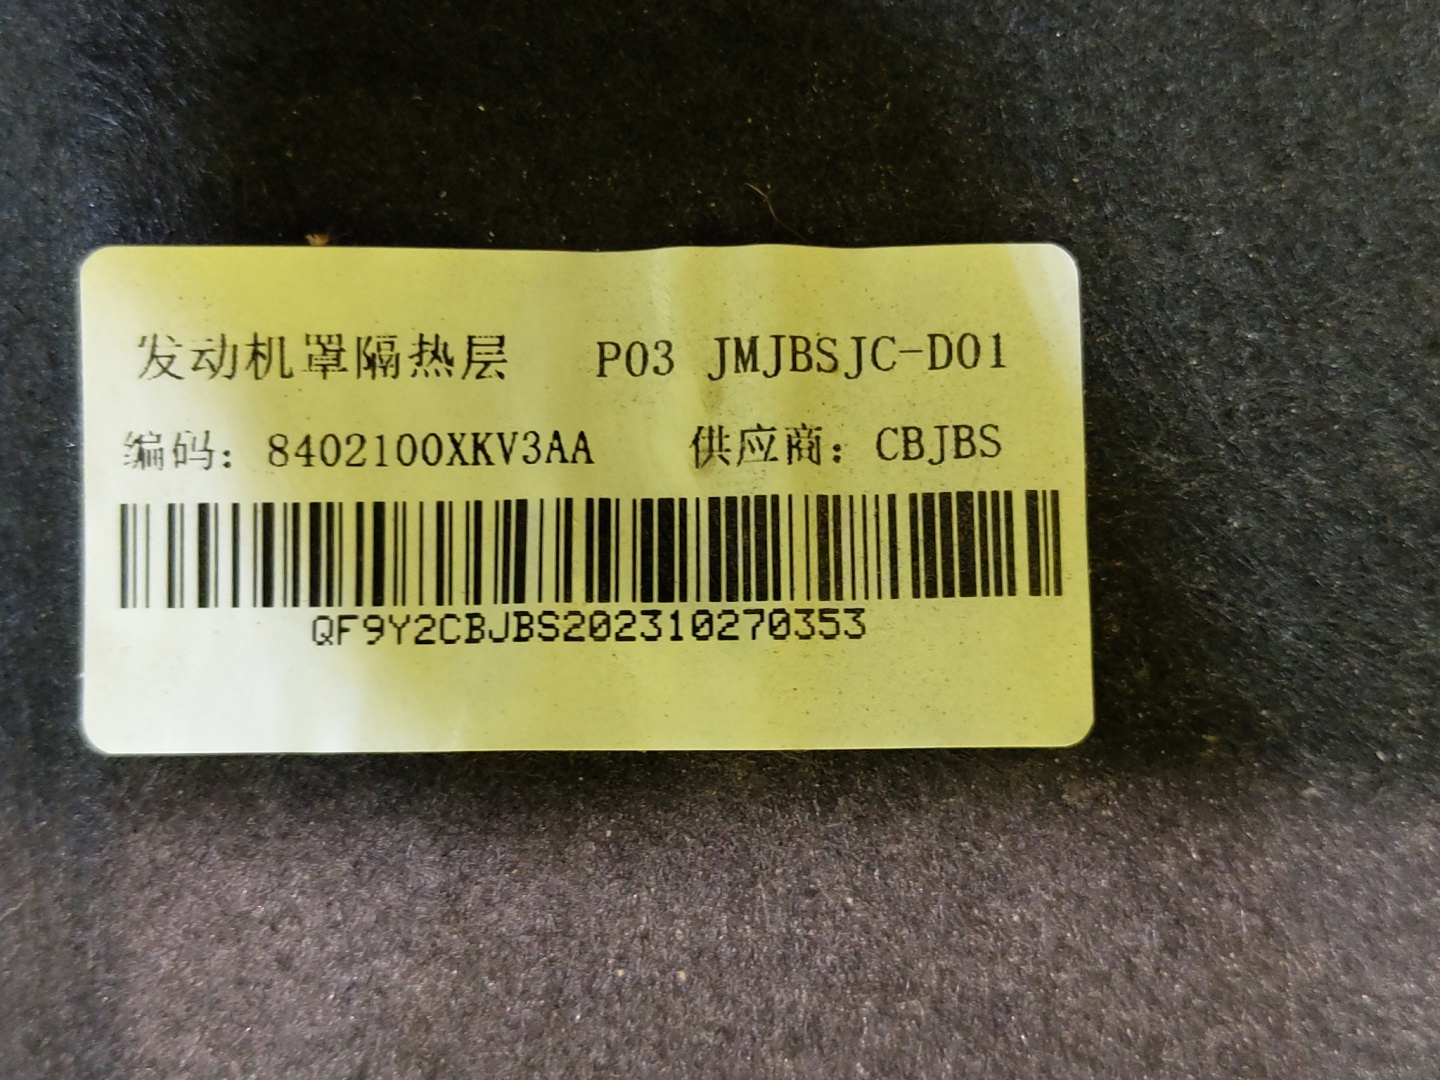 发动机罩隔热层 P03 JMJBSJC-D01
编码: 8402100XKV3AA 供应商: CBJBS
QF9Y2CBJBS202310270353